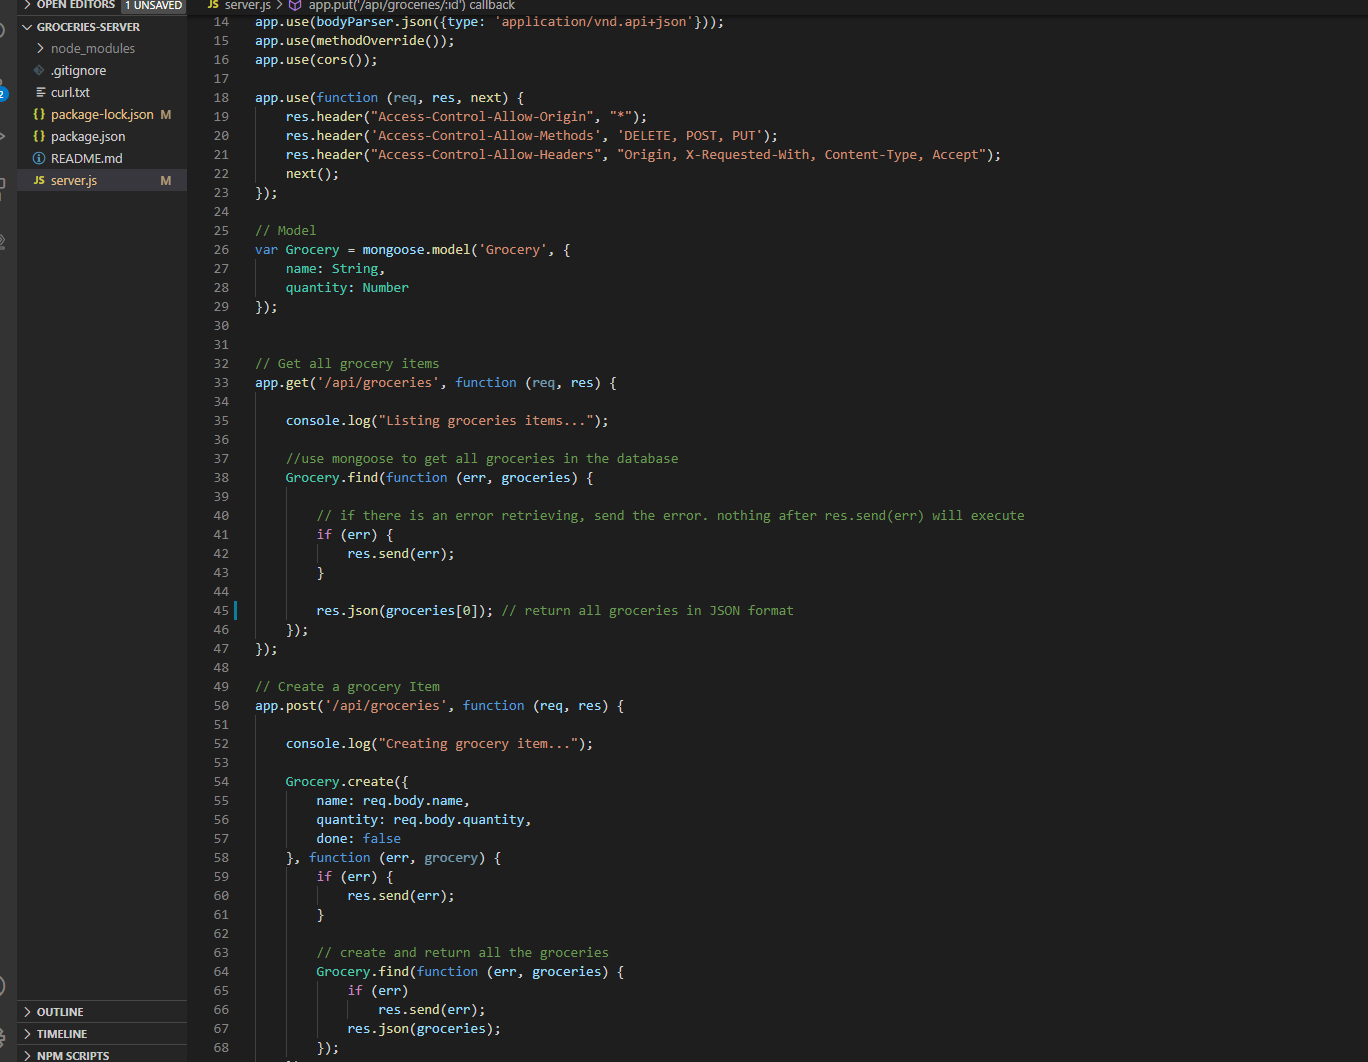 OPEN EDITORS 1 UNSAVED
GROCERIES-SERVER
node_modules
.gitignore
curl.txt
{} package-lock.json M
{} package.json
README.md
JS server.js M
OUTLINE
TIMELINE
NPM SCRIPTS
JS server.js > app.put('/api/groceries/:id') callback
14 app.use(bodyParser.json({type: 'application/vnd.api+json'}));
15 app.use(methodOverride());
16 app.use(cors());
17
18 app.use(function (req, res, next) {
19 res.header("Access-Control-Allow-Origin", "*");
20 res.header('Access-Control-Allow-Methods', 'DELETE, POST, PUT');
21 res.header("Access-Control-Allow-Headers", "Origin, X-Requested-With, Content-Type, Accept");
22 next();
23 });
24
25 // Model
26 var Grocery = mongoose.model('Grocery', {
27 name: String,
28 quantity: Number
29 });
30
31
32 // Get all grocery items
33 app.get('/api/groceries', function (req, res) {
34
35 console.log("Listing groceries items...");
36
37 //use mongoose to get all groceries in the database
38 Grocery.find(function (err, groceries) {
39
40 // if there is an error retrieving, send the error. nothing after res.send(err) will execute
41 if (err) {
42 res.send(err);
43 }
44
45 res.json(groceries[0]); // return all groceries in JSON format
46 });
47 });
48
49 // Create a grocery Item
50 app.post('/api/groceries', function (req, res) {
51
52 console.log("Creating grocery item...");
53
54 Grocery.create({
55 name: req.body.name,
56 quantity: req.body.quantity,
57 done: false
58 }, function (err, grocery) {
59 if (err) {
60 res.send(err);
61 }
62
63 // create and return all the groceries
64 Grocery.find(function (err, groceries) {
65 if (err)
66 res.send(err);
67 res.json(groceries);
68 });